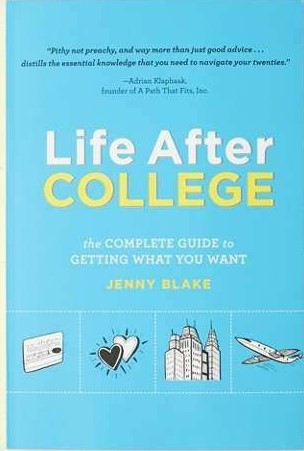 "Pithy not preachy, and way more than just good advice . . .
distills the essential knowledge that you need to navigate your twenties."
—Adrian Klaphaak,
founder of A Path That Fits, Inc.
Life After
COLLEGE
the COMPLETE GUIDE to
GETTING WHAT YOU WANT
JENNY BLAKE